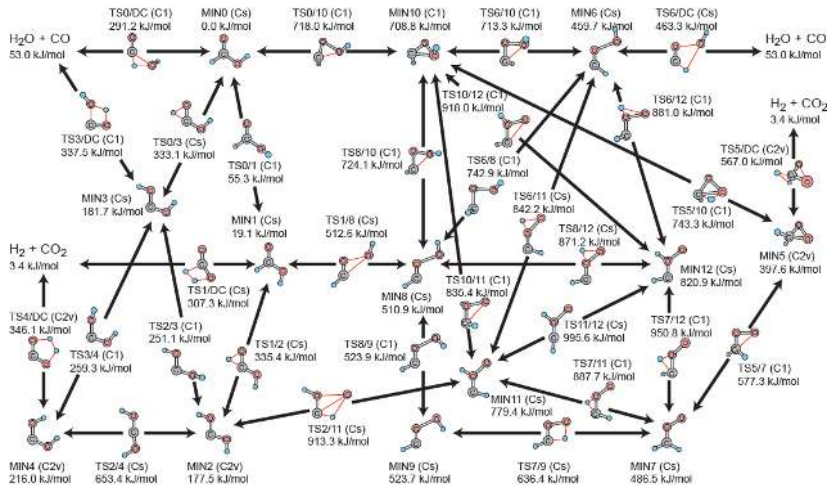 TS0/DC (C1)
291.2 kJ/mol
MIN0 (Cs)
0.0 kJ/mol
TS0/10 (C1)
718.0 kJ/mol
MIN10 (C1)
708.8 kJ/mol
TS6/10 (C1)
713.3 kJ/mol
MIN6 (Cs)
459.7 kJ/mol
TS6/DC (Cs)
463.3 kJ/mol
H2O + CO
53.0 kJ/mol
H2O + CO
53.0 kJ/mol
TS3/DC (C1)
337.5 kJ/mol
TS0/3 (Cs)
333.1 kJ/mol
TS0/1 (C1)
55.3 kJ/mol
TS8/10 (C1)
724.1 kJ/mol
TS10/12 (C1)
918.0 kJ/mol
TS6/8 (C1)
742.9 kJ/mol
TS6/11 (Cs)
842.2 kJ/mol
TS6/12 (C1)
881.0 kJ/mol
H2 + CO2
3.4 kJ/mol
TS5/DC (C2v)
567.0 kJ/mol
TS5/10 (C1)
743.3 kJ/mol
MIN3 (Cs)
181.7 kJ/mol
MIN1 (Cs)
19.1 kJ/mol
TS1/8 (Cs)
512.6 kJ/mol
TS8/12 (Cs)
871.2 kJ/mol
MIN5 (C2v)
397.6 kJ/mol
H2 + CO2
3.4 kJ/mol
TS1/DC (Cs)
307.3 kJ/mol
MIN8 (Cs)
510.9 kJ/mol
TS10/11 (C1)
835.4 kJ/mol
MIN12 (Cs)
820.9 kJ/mol
TS4/DC (C2v)
346.1 kJ/mol
TS3/4 (C1)
259.3 kJ/mol
TS2/3 (C1)
251.1 kJ/mol
TS1/2 (Cs)
335.4 kJ/mol
TS8/9 (C1)
523.9 kJ/mol
TS11/12 (Cs)
995.6 kJ/mol
TS7/12 (C1)
950.8 kJ/mol
TS7/11 (C1)
887.7 kJ/mol
TS5/7 (C1)
577.3 kJ/mol
MIN4 (C2v)
216.0 kJ/mol
TS2/4 (Cs)
653.4 kJ/mol
MIN2 (C2v)
177.5 kJ/mol
TS2/11 (Cs)
913.3 kJ/mol
MIN11 (Cs)
779.4 kJ/mol
MIN9 (Cs)
523.7 kJ/mol
TS7/9 (Cs)
636.4 kJ/mol
MIN7 (Cs)
486.5 kJ/mol